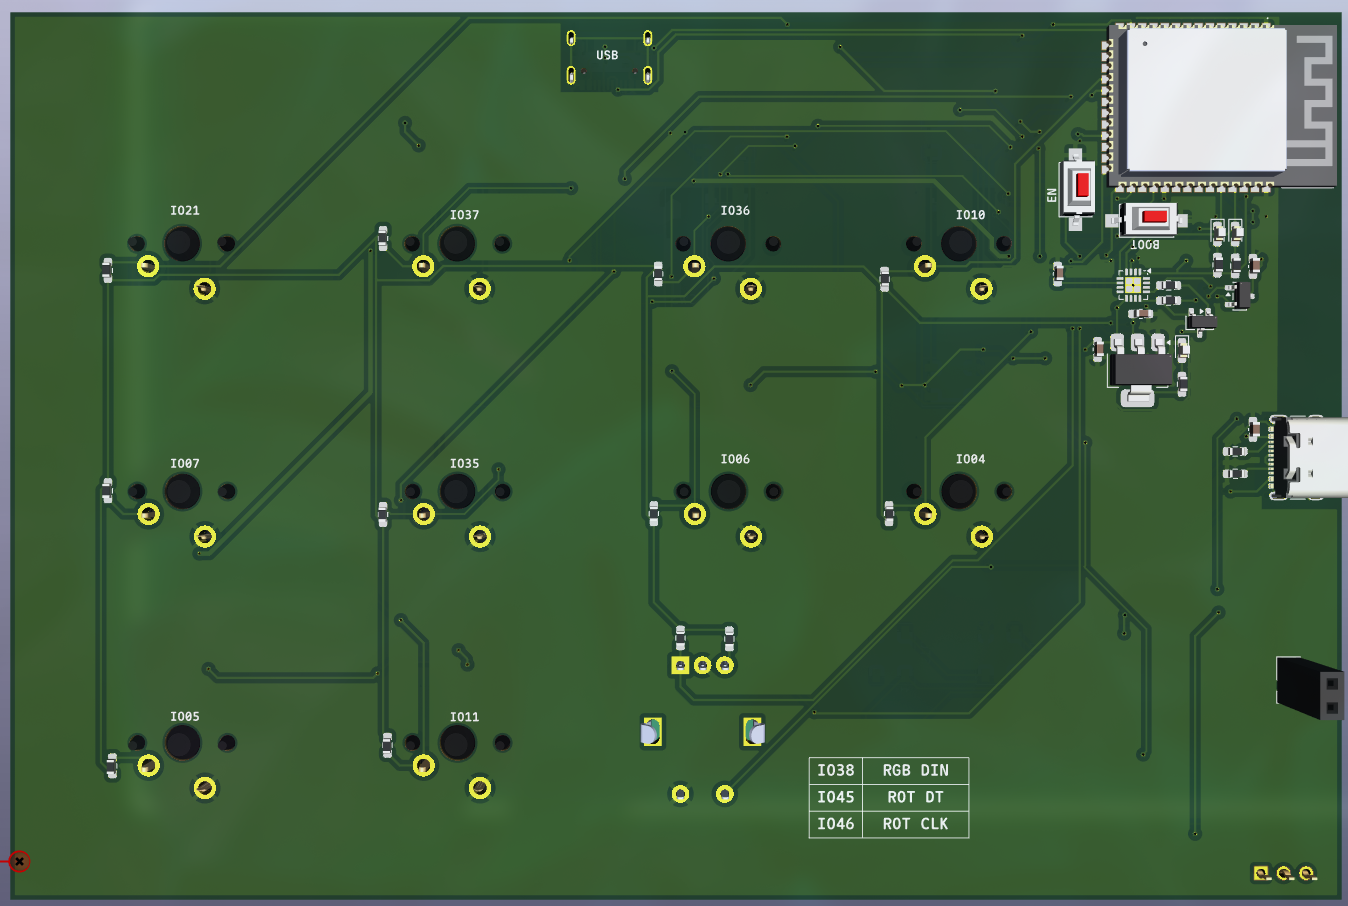 USB
EN
BOOT
IO21
IO37
IO36
IO10
IO07
IO35
IO06
IO04
IO05
IO11
IO38 RGB DIN
IO45 ROT DT
IO46 ROT CLK